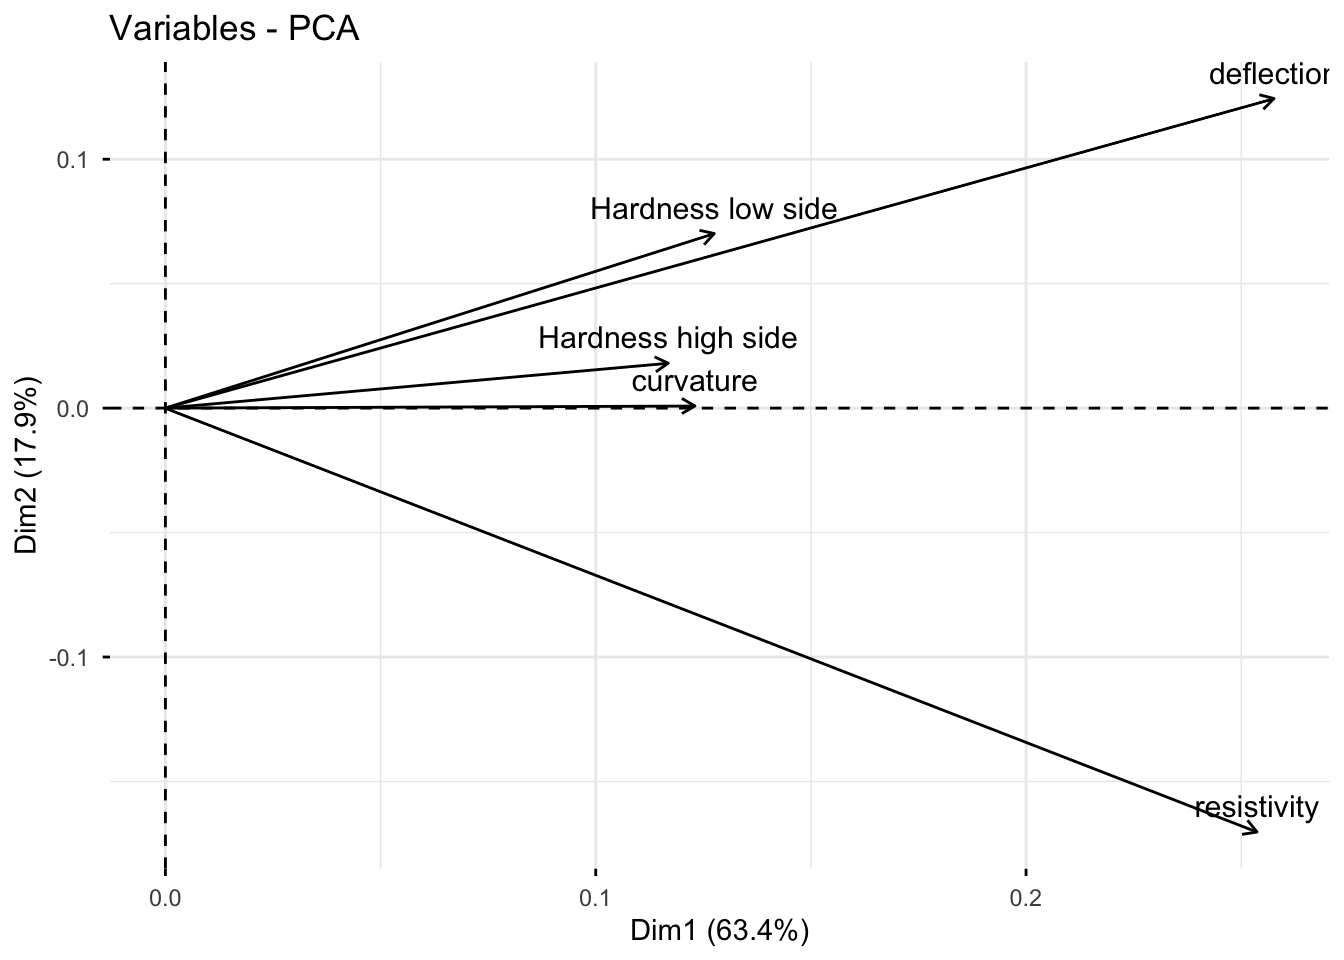 Variables - PCA
deflection
0.1
Hardness low side
Hardness high side
curvature
0.0
-0.1
resistivity
0.0
0.1
0.2
Dim1 (63.4%)
Dim2 (17.9%)